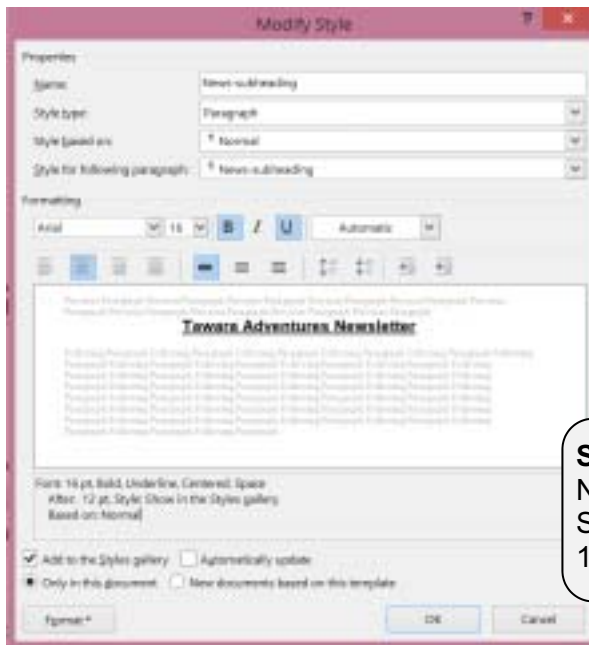 Modify Style
?
Properties
Name: News-subheading
Style type: Paragraph
Style based on: ¶ Normal
Style for following paragraph: ¶ News-subheading
Formatting
Arial 16 B I U Automatic
Tawara Adventures Newsletter
Font: 16 pt, Bold, Underline, Centered, Space
After: 12 pt, Style: Show in the Styles gallery
Based on: Normal
Add to the Styles gallery Automatically update
Only in this document New documents based on this template
Format OK Cancel
S
N
S
1